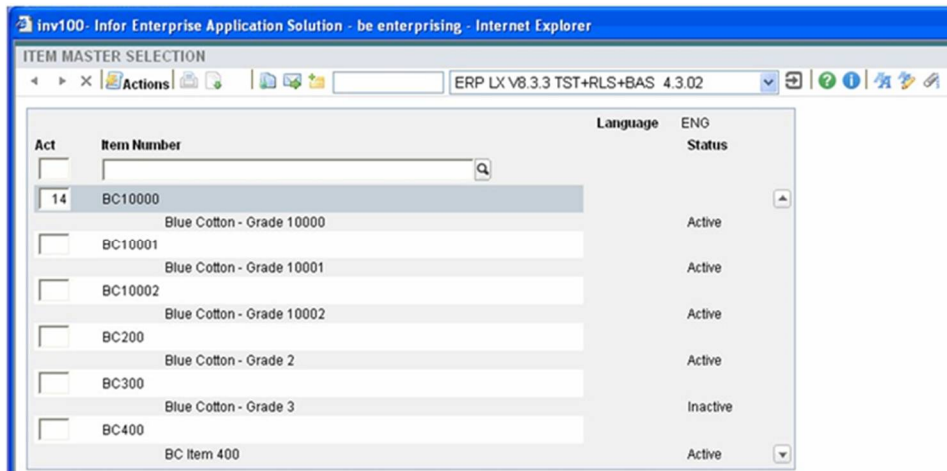 inv100- Infor Enterprise Application Solution - be enterprising - Internet Explorer
ITEM MASTER SELECTION
Actions ERP LX V8.3.3 TST+RLS+BAS 4.3.02
Language ENG
Act Item Number Status
14 BC10000
Blue Cotton - Grade 10000 Active
BC10001
Blue Cotton - Grade 10001 Active
BC10002
Blue Cotton - Grade 10002 Active
BC200
Blue Cotton - Grade 2 Active
BC300
Blue Cotton - Grade 3 Inactive
BC400
BC Item 400 Active